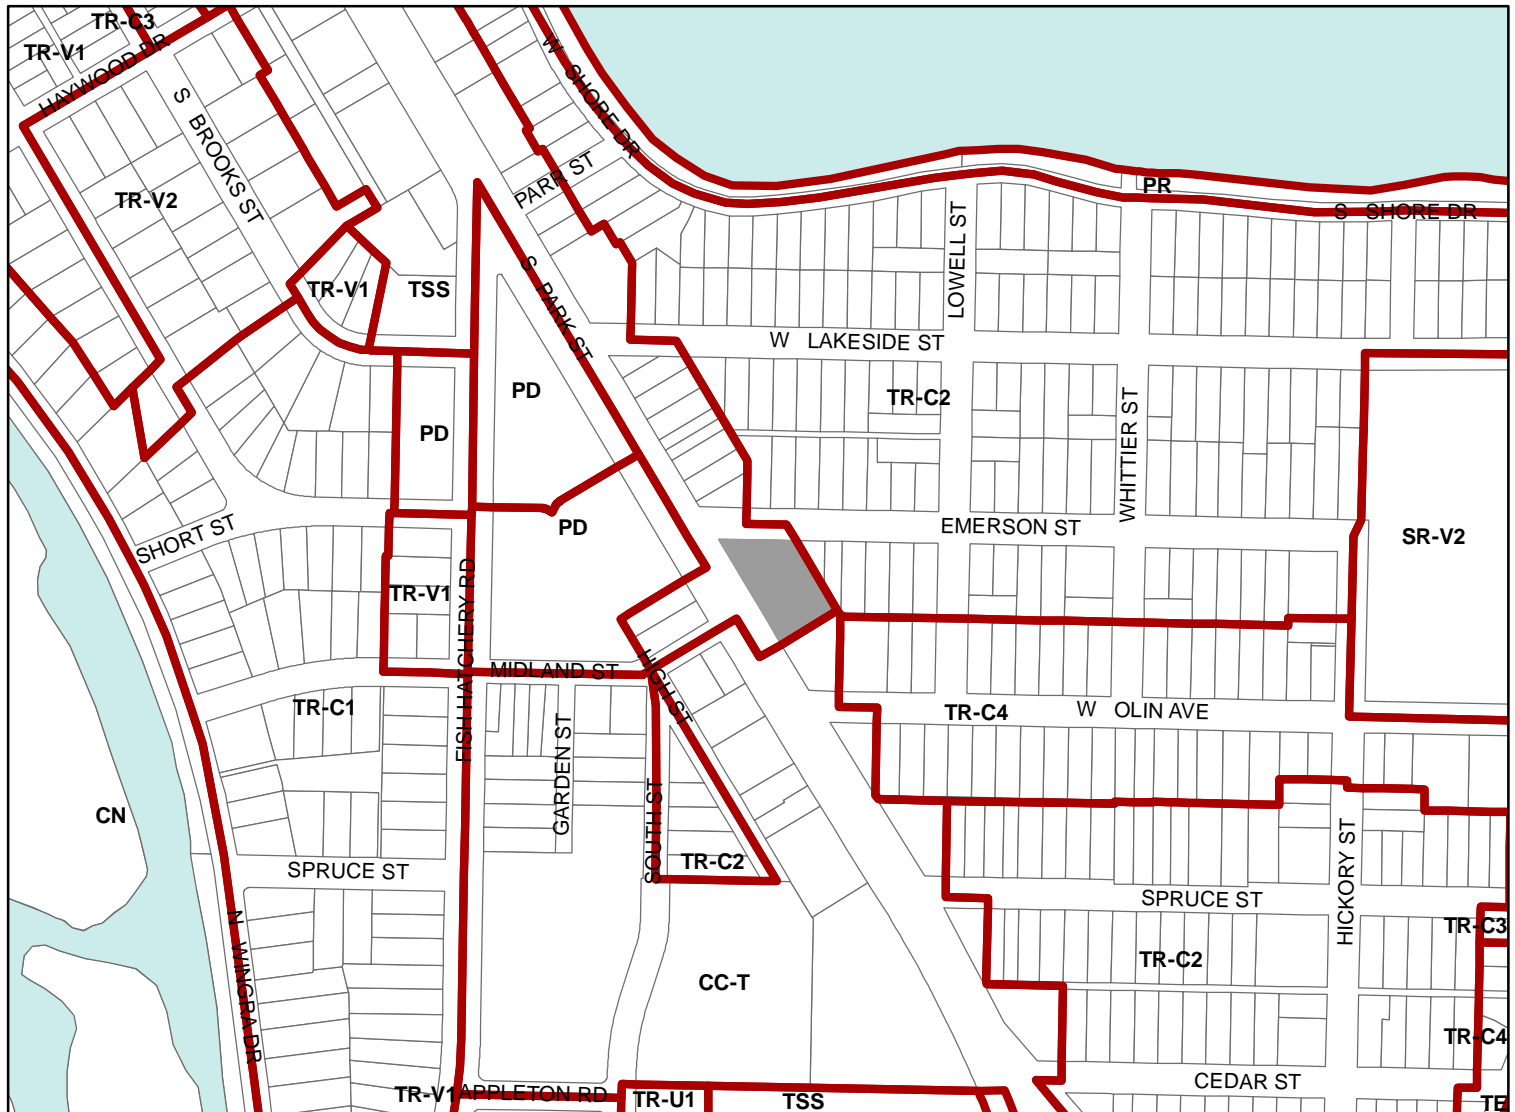 TR-C3
TR-V1
HAYWOOD DR
W SHORE DR
S BROOKS ST
PARR ST
PR
TR-V2
LOWELL ST
S SHORE DR
TR-V1
TSS
S PARK ST
W LAKESIDE ST
PD
TR-C2
PD
WHITTIER ST
PD
EMERSON ST
SHORT ST
SR-V2
TR-V1
FISH HATCHERY RD
MIDLAND ST
HIGH ST
TR-C1
TR-C4
W OLIN AVE
GARDEN ST
SOUTH ST
CN
TR-C2
SPRUCE ST
HICKORY ST
SPRUCE ST
N WINGRA DR
TR-C3
TR-C2
CC-T
TR-C4
CEDAR ST
TR-V1
APPLETON RD
TR-U1
TSS
TE